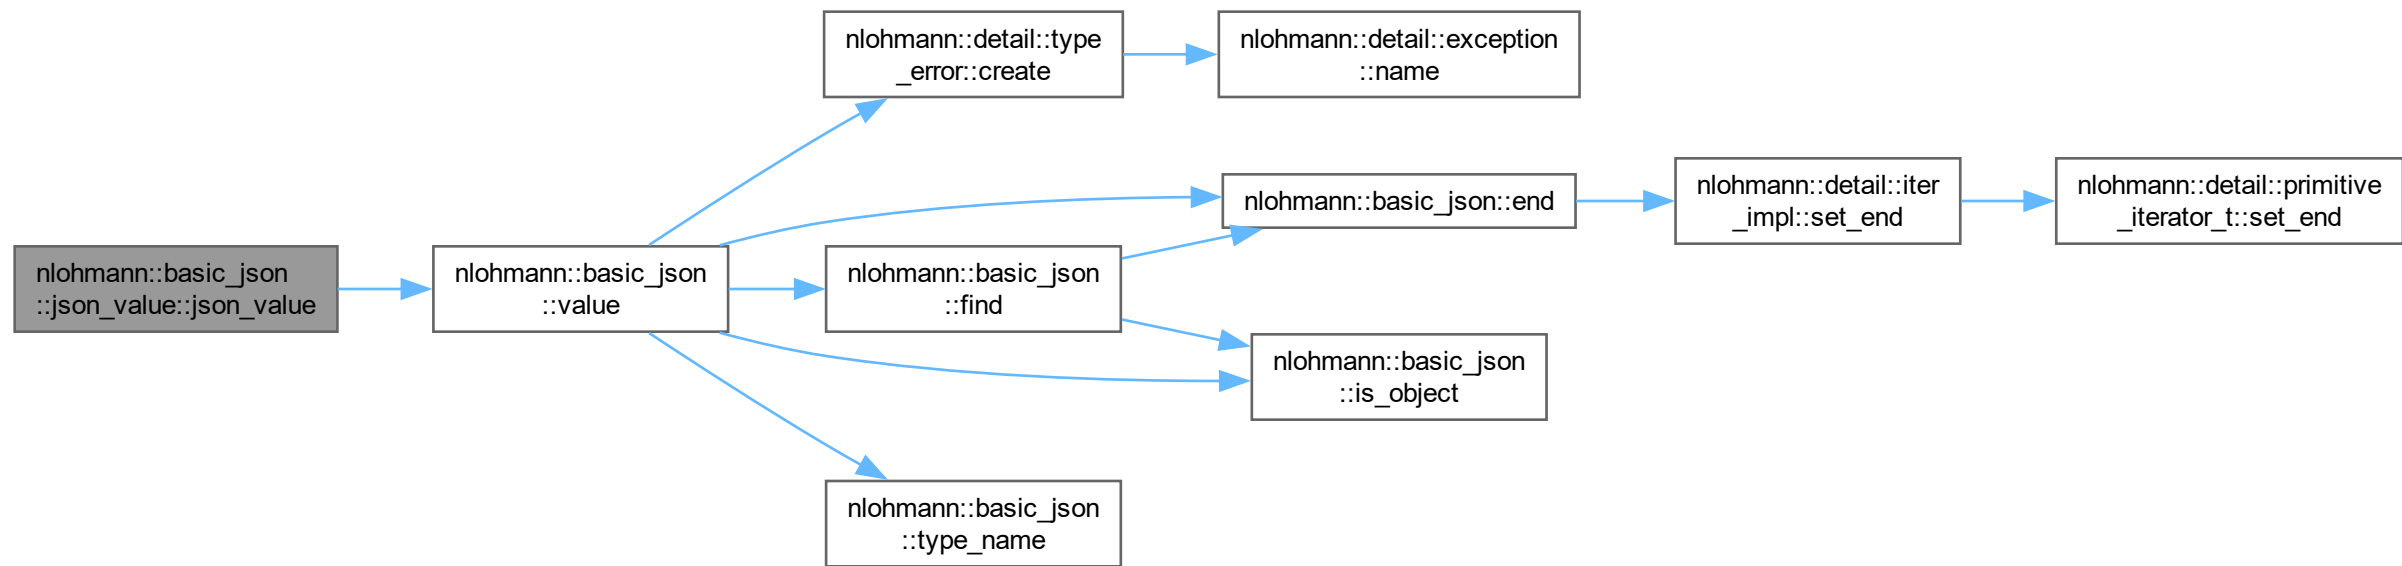 nlohmann::detail::type
_error::create
nlohmann::detail::exception
::name
nlohmann::basic_json::end
nlohmann::detail::iter
_impl::set_end
nlohmann::detail::primitive
_iterator_t::set_end
nlohmann::basic_json
::json_value::json_value
nlohmann::basic_json
::value
nlohmann::basic_json
::find
nlohmann::basic_json
::is_object
nlohmann::basic_json
::type_name